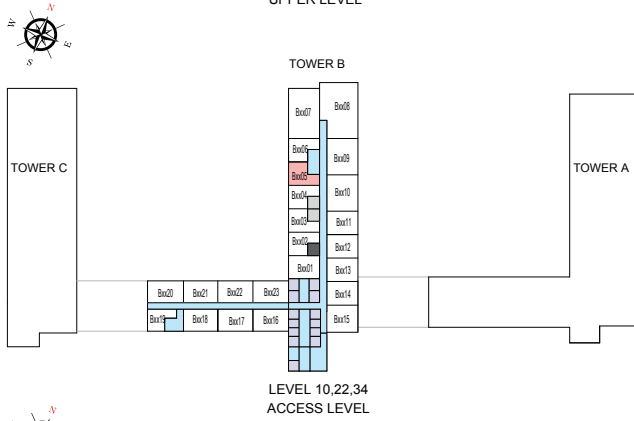 UPPER LEVEL
N
W
E
S
TOWER B
Bxx07
Bxx08
Bxx06
Bxx09
TOWER C
TOWER A
Bxx05
Bxx04
Bxx10
Bxx03
Bxx11
Bxx02
Bxx12
Bxx01
Bxx13
Bxx20
Bxx21
Bxx22
Bxx23
Bxx14
Bxx19
Bxx18
Bxx17
Bxx16
Bxx15
LEVEL 10,22,34
ACCESS LEVEL
N